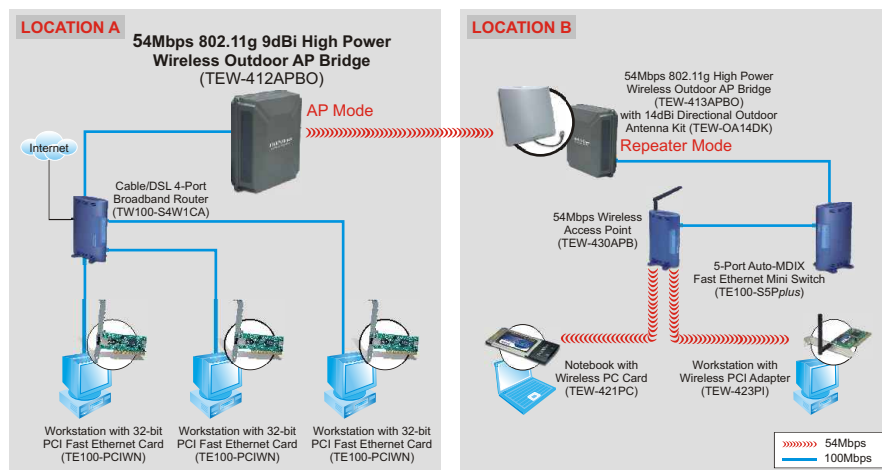 LOCATION A
54Mbps 802.11g 9dBi High Power
Wireless Outdoor AP Bridge
(TEW-412APBO)
AP Mode
Internet
Cable/DSL 4-Port
Broadband Router
(TW100-S4W1CA)
Workstation with 32-bit
PCI Fast Ethernet Card
(TE100-PCIWN)
Workstation with 32-bit
PCI Fast Ethernet Card
(TE100-PCIWN)
Workstation with 32-bit
PCI Fast Ethernet Card
(TE100-PCIWN)
LOCATION B
54Mbps 802.11g High Power
Wireless Outdoor AP Bridge
(TEW-413APBO)
with 14dBi Directional Outdoor
Antenna Kit (TEW-OA14DK)
Repeater Mode
54Mbps Wireless
Access Point
(TEW-430APB)
5-Port Auto-MDIX
Fast Ethernet Mini Switch
(TE100-S5Pplus)
Notebook with
Wireless PC Card
(TEW-421PC)
Workstation with
Wireless PCI Adapter
(TEW-423PI)
54Mbps
100Mbps